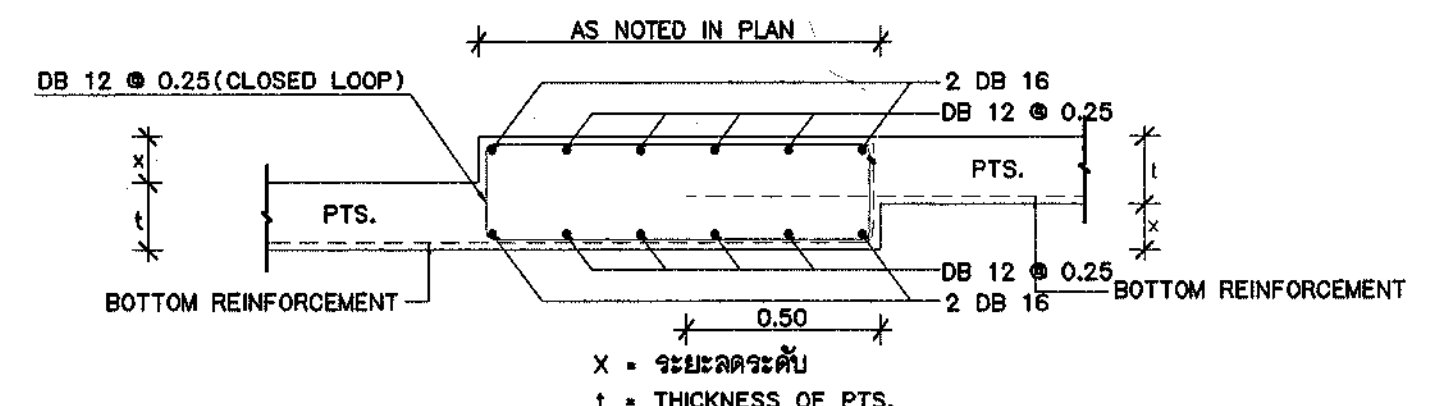 AS NOTED IN PLAN
DB 12 @ 0.25(CLOSED LOOP)
2 DB 16
DB 12 @ 0.25
x
t
PTS.
PTS.
t
x
DB 12 @ 0.25
BOTTOM REINFORCEMENT
2 DB 16
BOTTOM REINFORCEMENT
0.50
X = ระยะลดระดับ
t = THICKNESS OF PTS.